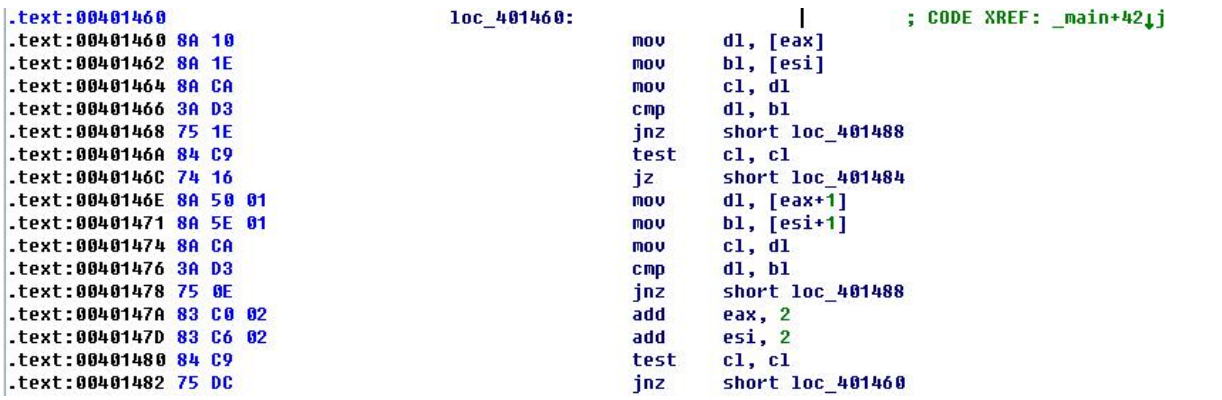 .text:00401460 loc_401460: ; CODE XREF: _main+42↓j
.text:00401460 8A 10 mov dl, [eax]
.text:00401462 8A 1E mov bl, [esi]
.text:00401464 8A CA mov cl, dl
.text:00401466 3A D3 cmp dl, bl
.text:00401468 75 1E jnz short loc_401488
.text:0040146A 84 C9 test cl, cl
.text:0040146C 74 16 jz short loc_401484
.text:0040146E 8A 50 01 mov dl, [eax+1]
.text:00401471 8A 5E 01 mov bl, [esi+1]
.text:00401474 8A CA mov cl, dl
.text:00401476 3A D3 cmp dl, bl
.text:00401478 75 0E jnz short loc_401488
.text:0040147A 83 C0 02 add eax, 2
.text:0040147D 83 C6 02 add esi, 2
.text:00401480 84 C9 test cl, cl
.text:00401482 75 DC jnz short loc_401460